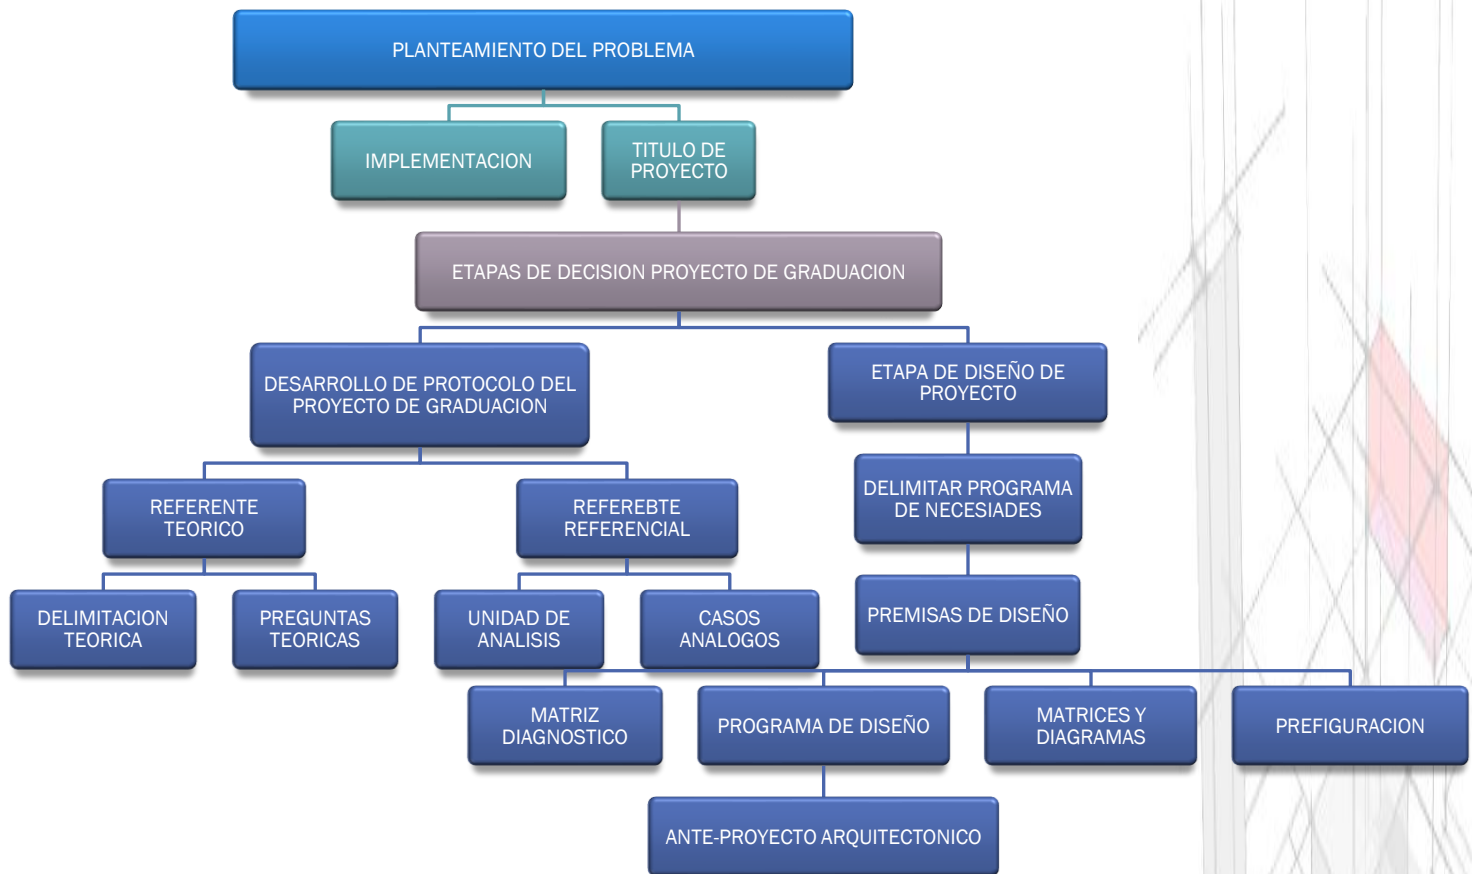 PLANTEAMIENTO DEL PROBLEMA
IMPLEMENTACION
TITULO DE
PROYECTO
ETAPAS DE DECISION PROYECTO DE GRADUACION
DESARROLLO DE PROTOCOLO DEL
PROYECTO DE GRADUACION
ETAPA DE DISEÑO DE
PROYECTO
REFERENTE
TEORICO
REFEREBTE
REFERENCIAL
DELIMITAR PROGRAMA
DE NECESIADES
DELIMITACION
TEORICA
PREGUNTAS
TEORICAS
UNIDAD DE
ANALISIS
CASOS
ANALOGOS
PREMISAS DE DISEÑO
MATRIZ
DIAGNOSTICO
PROGRAMA DE DISEÑO
MATRICES Y
DIAGRAMAS
PREFIGURACION
ANTE-PROYECTO ARQUITECTONICO